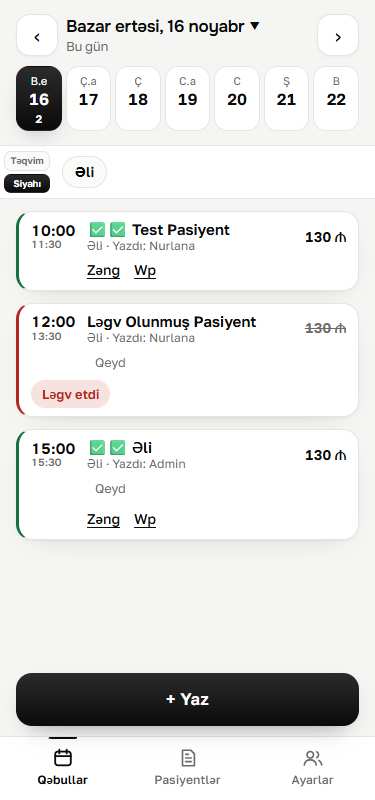 ‹
Bazar ertəsi, 16 noyabr ▼
Bu gün
›
B.e
16
2
Ç.a
17
Ç
18
C.a
19
C
20
Ş
21
B
22
Təqvim
Siyahı
Əli
10:00
11:30
✅ ✅ Test Pasiyent
Əli · Yazdı: Nurlana
130 ₼
Zəng Wp
12:00
13:30
Ləgv Olunmuş Pasiyent
Əli · Yazdı: Nurlana
130 ₼
Qeyd
Ləgv etdi
15:00
15:30
✅ ✅ Əli
Əli · Yazdı: Admin
130 ₼
Qeyd
Zəng Wp
+ Yaz
Qəbullar
Pasiyentlər
Ayarlar